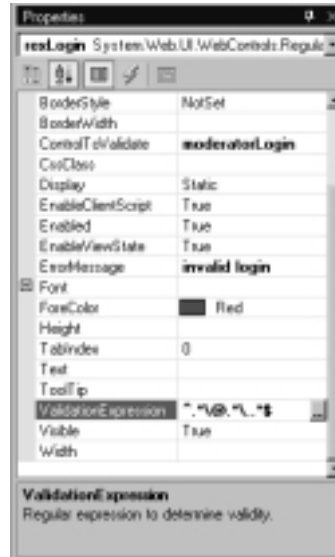 Properties
resLogin System.Web.UI.WebControls.Regula
BorderStyle NotSet
BorderWidth
ControlToValidate moderatorLogin
CssClass
Display Static
EnableClientScript True
Enabled True
EnableViewState True
ErrorMessage invalid login
Font
ForeColor Red
Height
TabIndex 0
Text
ToolTip
ValidationExpression ^.*\@.*\..*$ ...
Visible True
Width
ValidationExpression
Regular expression to determine validity.